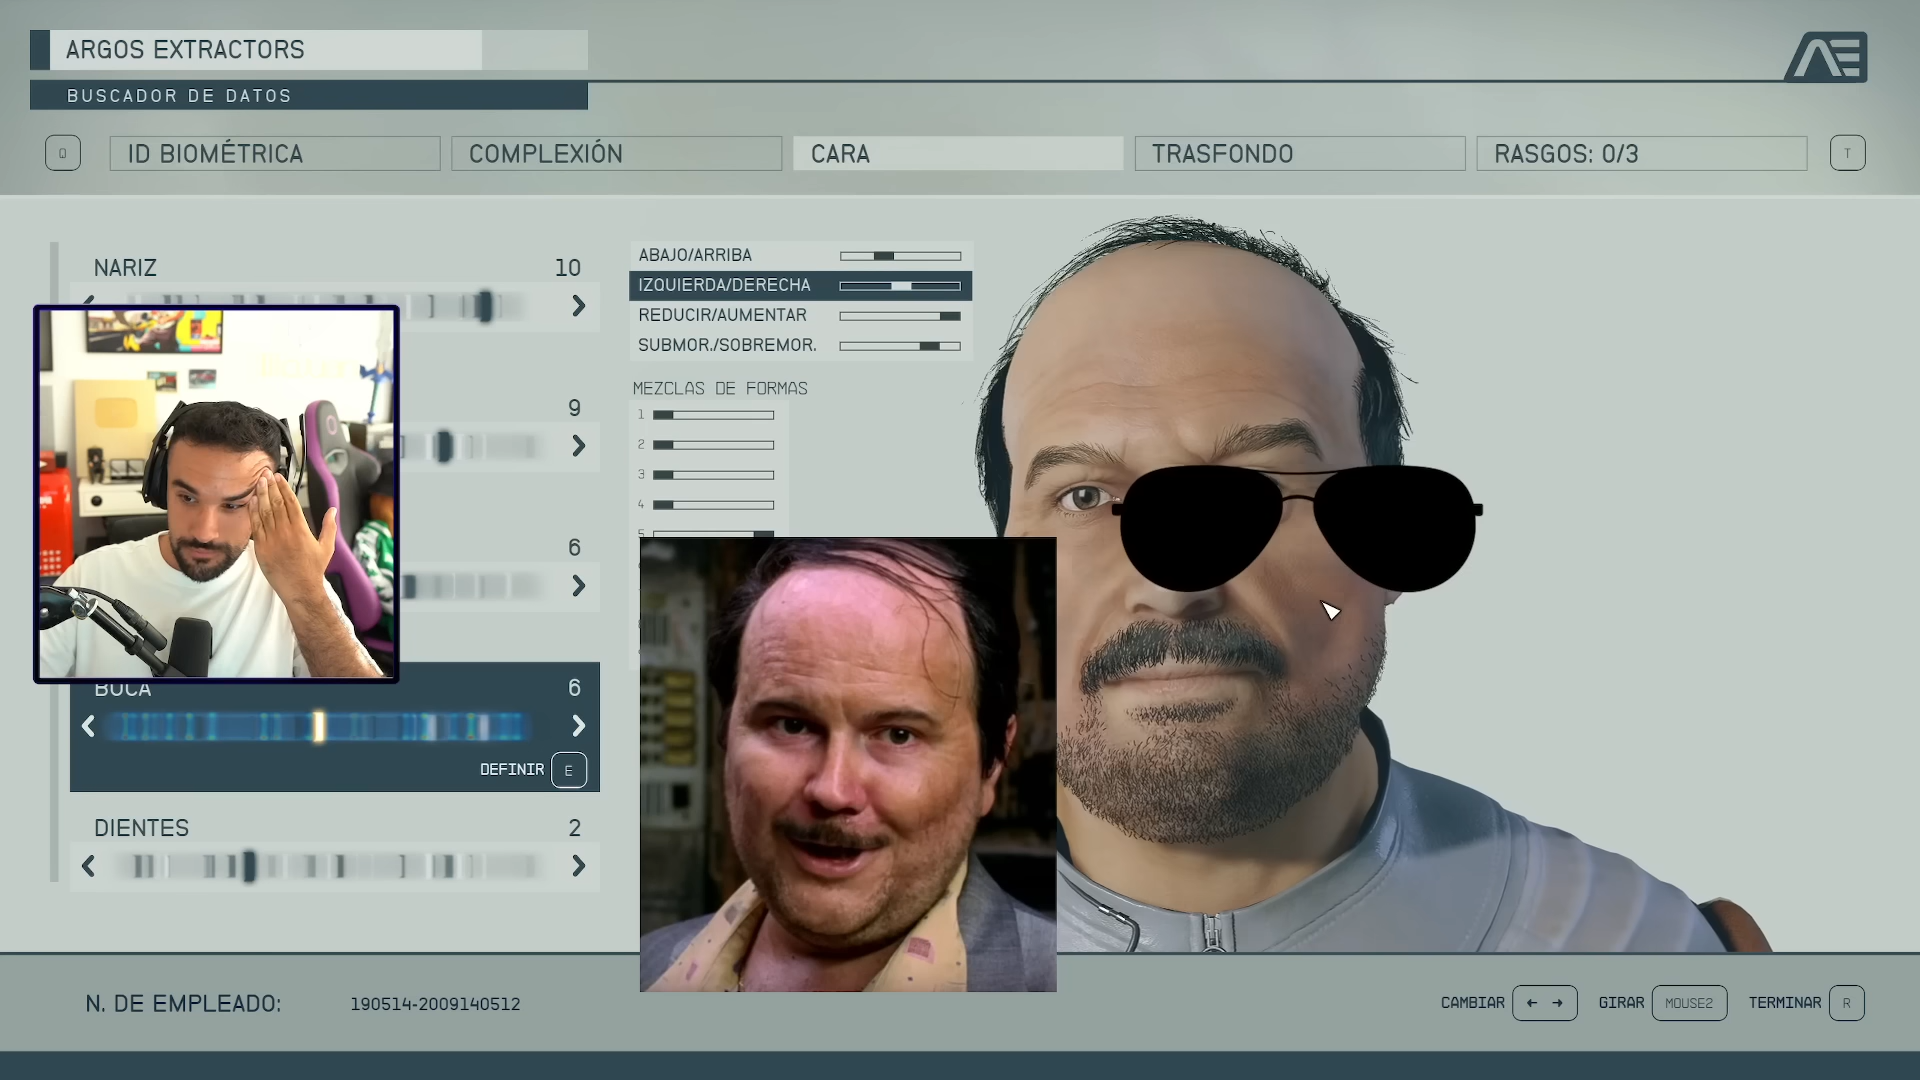 ARGOS EXTRACTORS
BUSCADOR DE DATOS
Q
ID BIOMÉTRICA
COMPLEXIÓN
CARA
TRASFONDO
RASGOS: 0/3
T
NARIZ
10
9
6
BOCA
6
DEFINIR
E
DIENTES
2
ABAJO/ARRIBA
IZQUIERDA/DERECHA
REDUCIR/AUMENTAR
SUBMOR./SOBREMOR.
MEZCLAS DE FORMAS
1
2
3
4
5
N. DE EMPLEADO:
190514-2009140512
CAMBIAR
← →
GIRAR
MOUSE2
TERMINAR
R